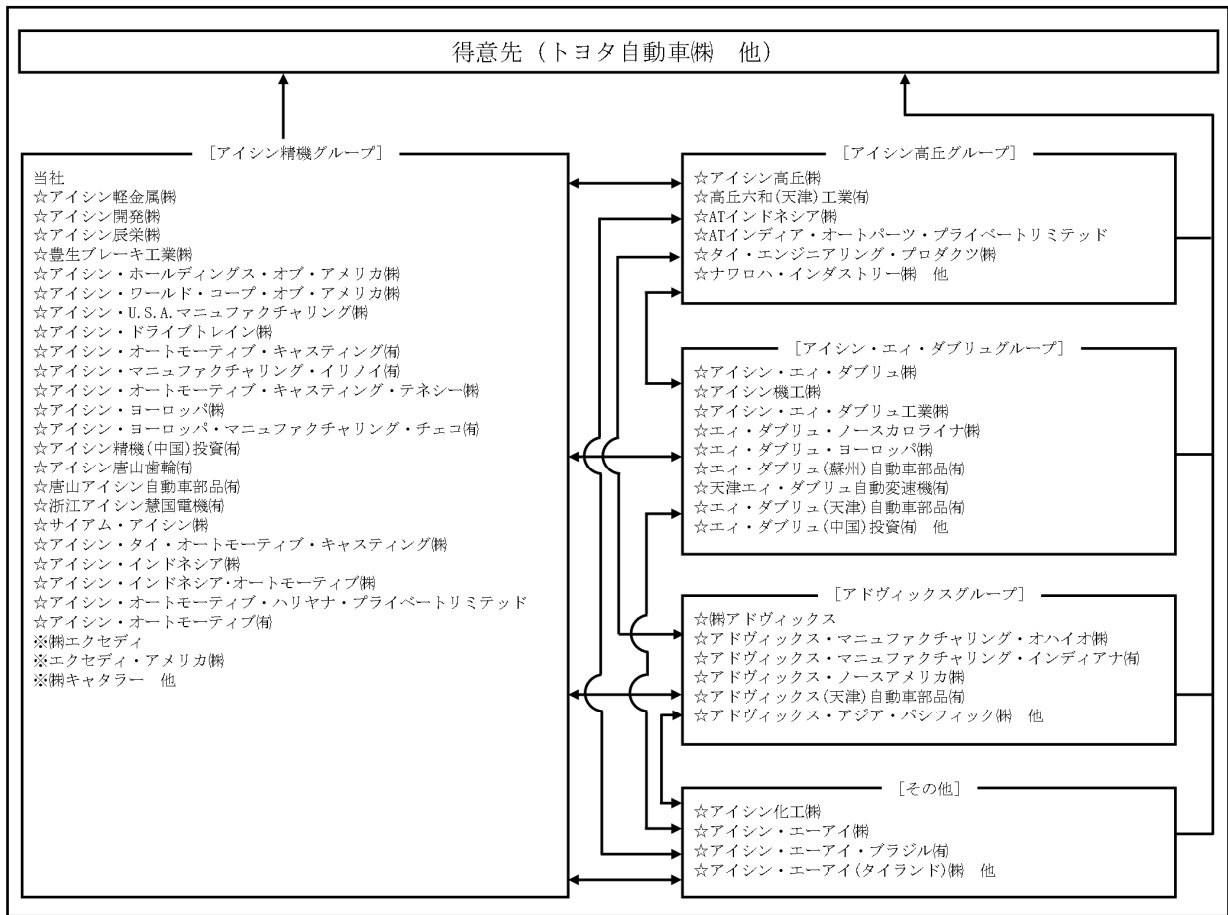 得意先（トヨタ自動車㈱　他）
［アイシン精機グループ］
当社
☆アイシン軽金属㈱
☆アイシン開発㈱
☆アイシン辰栄㈱
☆豊生ブレーキ工業㈱
☆アイシン・ホールディングス・オブ・アメリカ㈱
☆アイシン・ワールド・コープ・オブ・アメリカ㈱
☆アイシン・U.S.A.マニュファクチャリング㈱
☆アイシン・ドライブトレイン㈱
☆アイシン・オートモーティブ・キャスティング㈲
☆アイシン・マニュファクチャリング・イリノイ㈲
☆アイシン・オートモーティブ・キャスティング・テネシー㈱
☆アイシン・ヨーロッパ㈱
☆アイシン・ヨーロッパ・マニュファクチャリング・チェコ㈲
☆アイシン精機(中国)投資㈲
☆アイシン唐山歯輪㈲
☆唐山アイシン自動車部品㈲
☆浙江アイシン慧国電機㈲
☆サイアム・アイシン㈱
☆アイシン・タイ・オートモーティブ・キャスティング㈱
☆アイシン・インドネシア㈱
☆アイシン・インドネシア・オートモーティブ㈱
☆アイシン・オートモーティブ・ハリヤナ・プライベートリミテッド
☆アイシン・オートモーティブ㈲
※㈱エクセディ
※エクセディ・アメリカ㈱
※㈱キャタラー　他
［アイシン高丘グループ］
☆アイシン高丘㈱
☆高丘六和(天津)工業㈲
☆ATインドネシア㈱
☆ATインディア・オートパーツ・プライベートリミテッド
☆タイ・エンジニアリング・プロダクツ㈱
☆ナワロハ・インダストリー㈱　他
［アイシン・エィ・ダブリュグループ］
☆アイシン・エィ・ダブリュ㈱
☆アイシン機工㈱
☆アイシン・エィ・ダブリュ工業㈱
☆エィ・ダブリュ・ノースカロライナ㈱
☆エィ・ダブリュ・ヨーロッパ㈱
☆エィ・ダブリュ(蘇州)自動車部品㈲
☆天津エィ・ダブリュ自動変速機㈲
☆エィ・ダブリュ(天津)自動車部品㈲
☆エィ・ダブリュ(中国)投資㈲　他
［アドヴィックスグループ］
☆㈱アドヴィックス
☆アドヴィックス・マニュファクチャリング・オハイオ㈱
☆アドヴィックス・マニュファクチャリング・インディアナ㈲
☆アドヴィックス・ノースアメリカ㈱
☆アドヴィックス(天津)自動車部品㈲
☆アドヴィックス・アジア・パシフィック㈱　他
［その他］
☆アイシン化工㈱
☆アイシン・エーアイ㈱
☆アイシン・エーアイ・ブラジル㈲
☆アイシン・エーアイ(タイランド)㈱　他